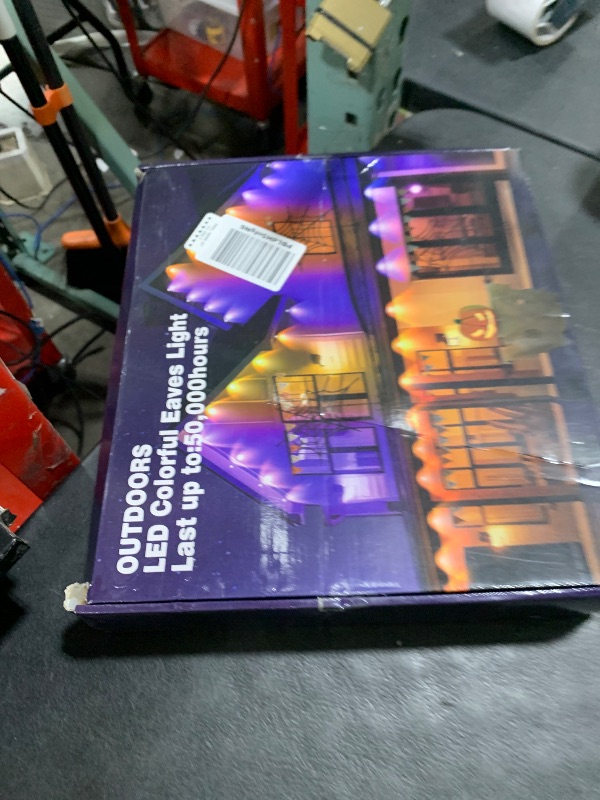 OUTDOORS
LED Colorful Eaves Light
Last up to:50,000hours